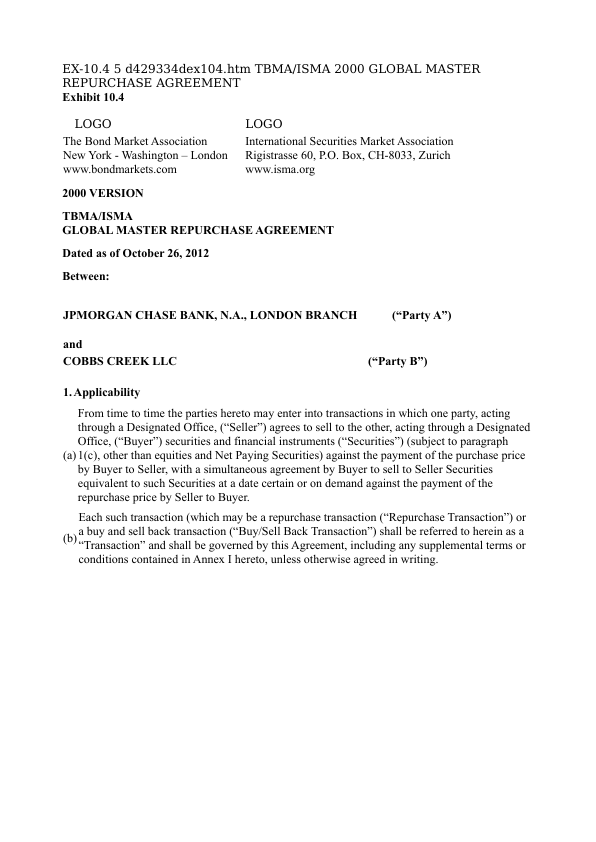 EX-10.4 5 d429334dex104.htm TBMA/ISMA 2000 GLOBAL MASTER
REPURCHASE AGREEMENT
Exhibit 10.4
LOGO LOGO
The Bond Market Association International Securities Market Association
New York - Washington – London Rigistrasse 60, P.O. Box, CH-8033, Zurich
www.bondmarkets.com www.isma.org
2000 VERSION
TBMA/ISMA
GLOBAL MASTER REPURCHASE AGREEMENT
Dated as of October 26, 2012
Between:
JPMORGAN CHASE BANK, N.A., LONDON BRANCH (“Party A”)
and
COBBS CREEK LLC (“Party B”)
1. Applicability
From time to time the parties hereto may enter into transactions in which one party, acting
through a Designated Office, (“Seller”) agrees to sell to the other, acting through a Designated
Office, (“Buyer”) securities and financial instruments (“Securities”) (subject to paragraph
(a) 1(c), other than equities and Net Paying Securities) against the payment of the purchase price
by Buyer to Seller, with a simultaneous agreement by Buyer to sell to Seller Securities
equivalent to such Securities at a date certain or on demand against the payment of the
repurchase price by Seller to Buyer.
Each such transaction (which may be a repurchase transaction (“Repurchase Transaction”) or
a buy and sell back transaction (“Buy/Sell Back Transaction”) shall be referred to herein as a
(b) “Transaction” and shall be governed by this Agreement, including any supplemental terms or
conditions contained in Annex I hereto, unless otherwise agreed in writing.